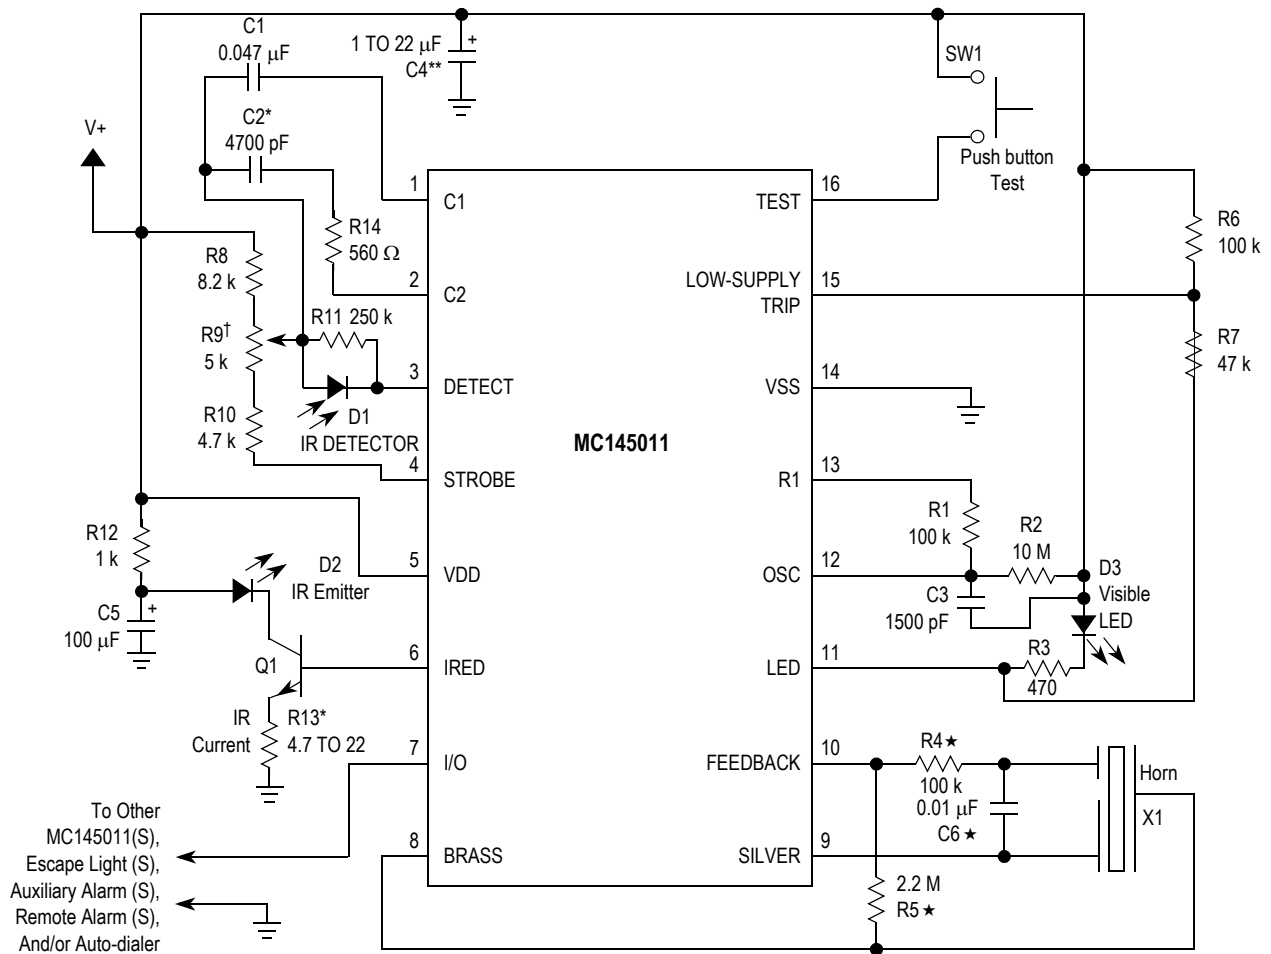 C1
0.047 µF
1 TO 22 µF
+
C4**
SW1
C2*
4700 pF
V+
Push button
Test
1
C1
16
TEST
R14
560 Ω
R6
100 k
R8
8.2 k
2
C2
15
LOW-SUPPLY
TRIP
R11 250 k
R9†
5 k
R7
47 k
3
DETECT
14
VSS
D1
IR DETECTOR
R10
4.7 k
MC145011
4
STROBE
13
R1
R1
100 k
R2
10 M
R12
1 k
D2
IR Emitter
5
VDD
12
OSC
D3
Visible
LED
C3
1500 pF
C5
100 µF
+
Q1
6
IRED
11
LED
R3
470
IR
Current
R13*
4.7 TO 22
7
I/O
10
FEEDBACK
R4★
100 k
0.01 µF
C6★
Horn
X1
To Other
MC145011(S),
Escape Light (S),
Auxiliary Alarm (S),
Remote Alarm (S),
And/or Auto-dialer
8
BRASS
9
SILVER
2.2 M
R5★